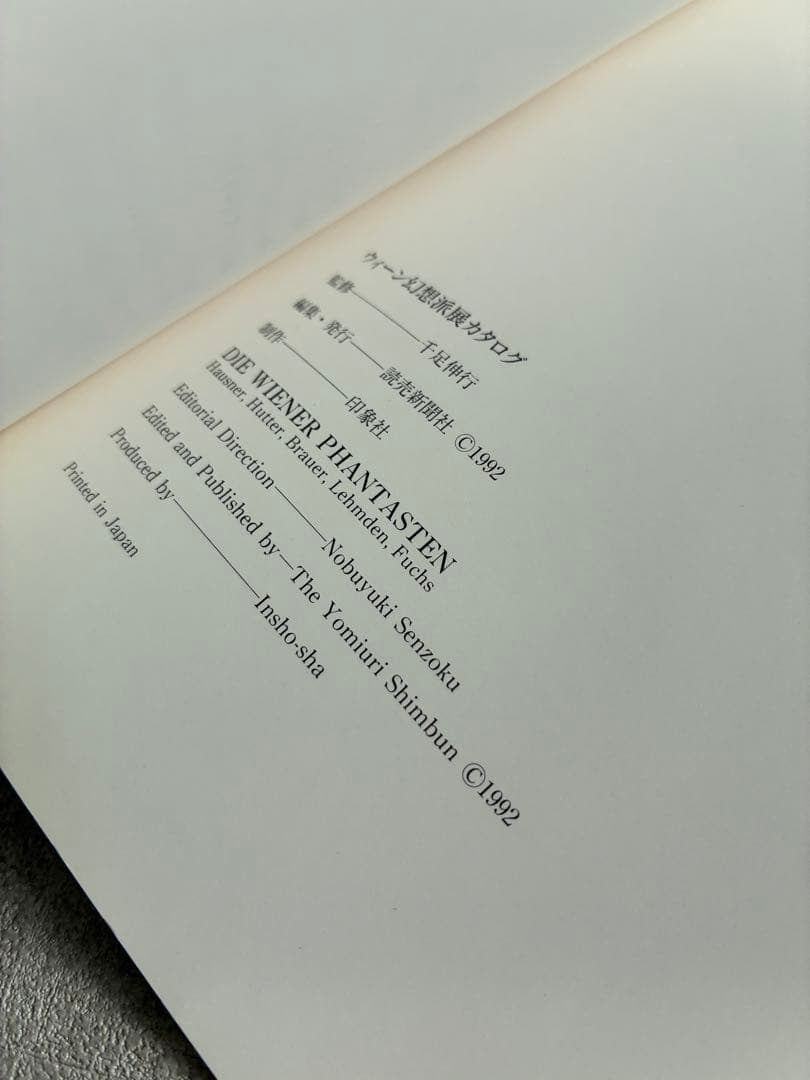 ウィーン幻想派展カタログ
監修———千足伸行
編集・発行——読売新聞社 ©1992
制作———印象社
DIE WIENER PHANTASTEN
Hausner, Hutter, Brauer, Lehmden, Fuchs
Editorial Direction———Nobuyuki Senzoku
Edited and Published by—The Yomiuri Shimbun ©1992
Produced by————Insho-sha
Printed in Japan